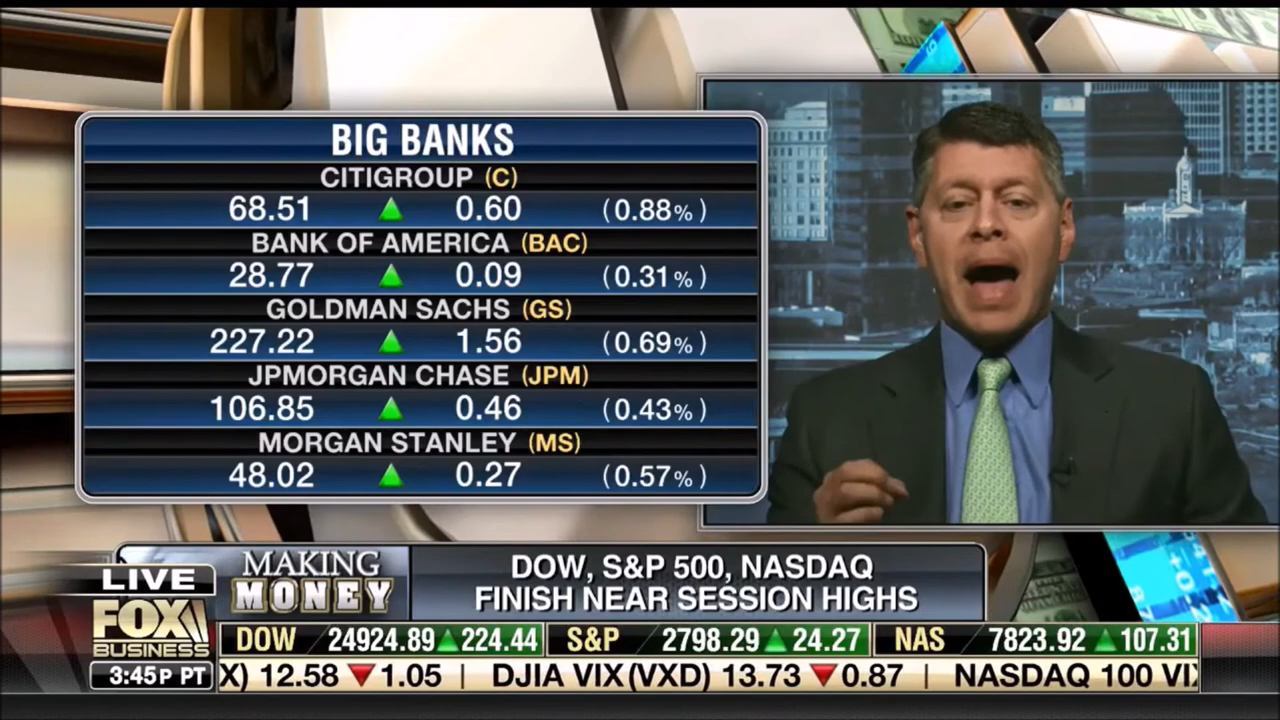 BIG BANKS
CITIGROUP (C)
68.51 ▲ 0.60 (0.88%)
BANK OF AMERICA (BAC)
28.77 ▲ 0.09 (0.31%)
GOLDMAN SACHS (GS)
227.22 ▲ 1.56 (0.69%)
JPMORGAN CHASE (JPM)
106.85 ▲ 0.46 (0.43%)
MORGAN STANLEY (MS)
48.02 ▲ 0.27 (0.57%)
LIVE
FOX
BUSINESS
3:45P PT
MAKING
MONEY
DOW, S&P 500, NASDAQ
FINISH NEAR SESSION HIGHS
DOW 24924.89 ▲ 224.44 S&P 2798.29 ▲ 24.27 NAS 7823.92 ▲ 107.31
X) 12.58 ▼ 1.05 | DJIA VIX (VXD) 13.73 ▼ 0.87 | NASDAQ 100 VI